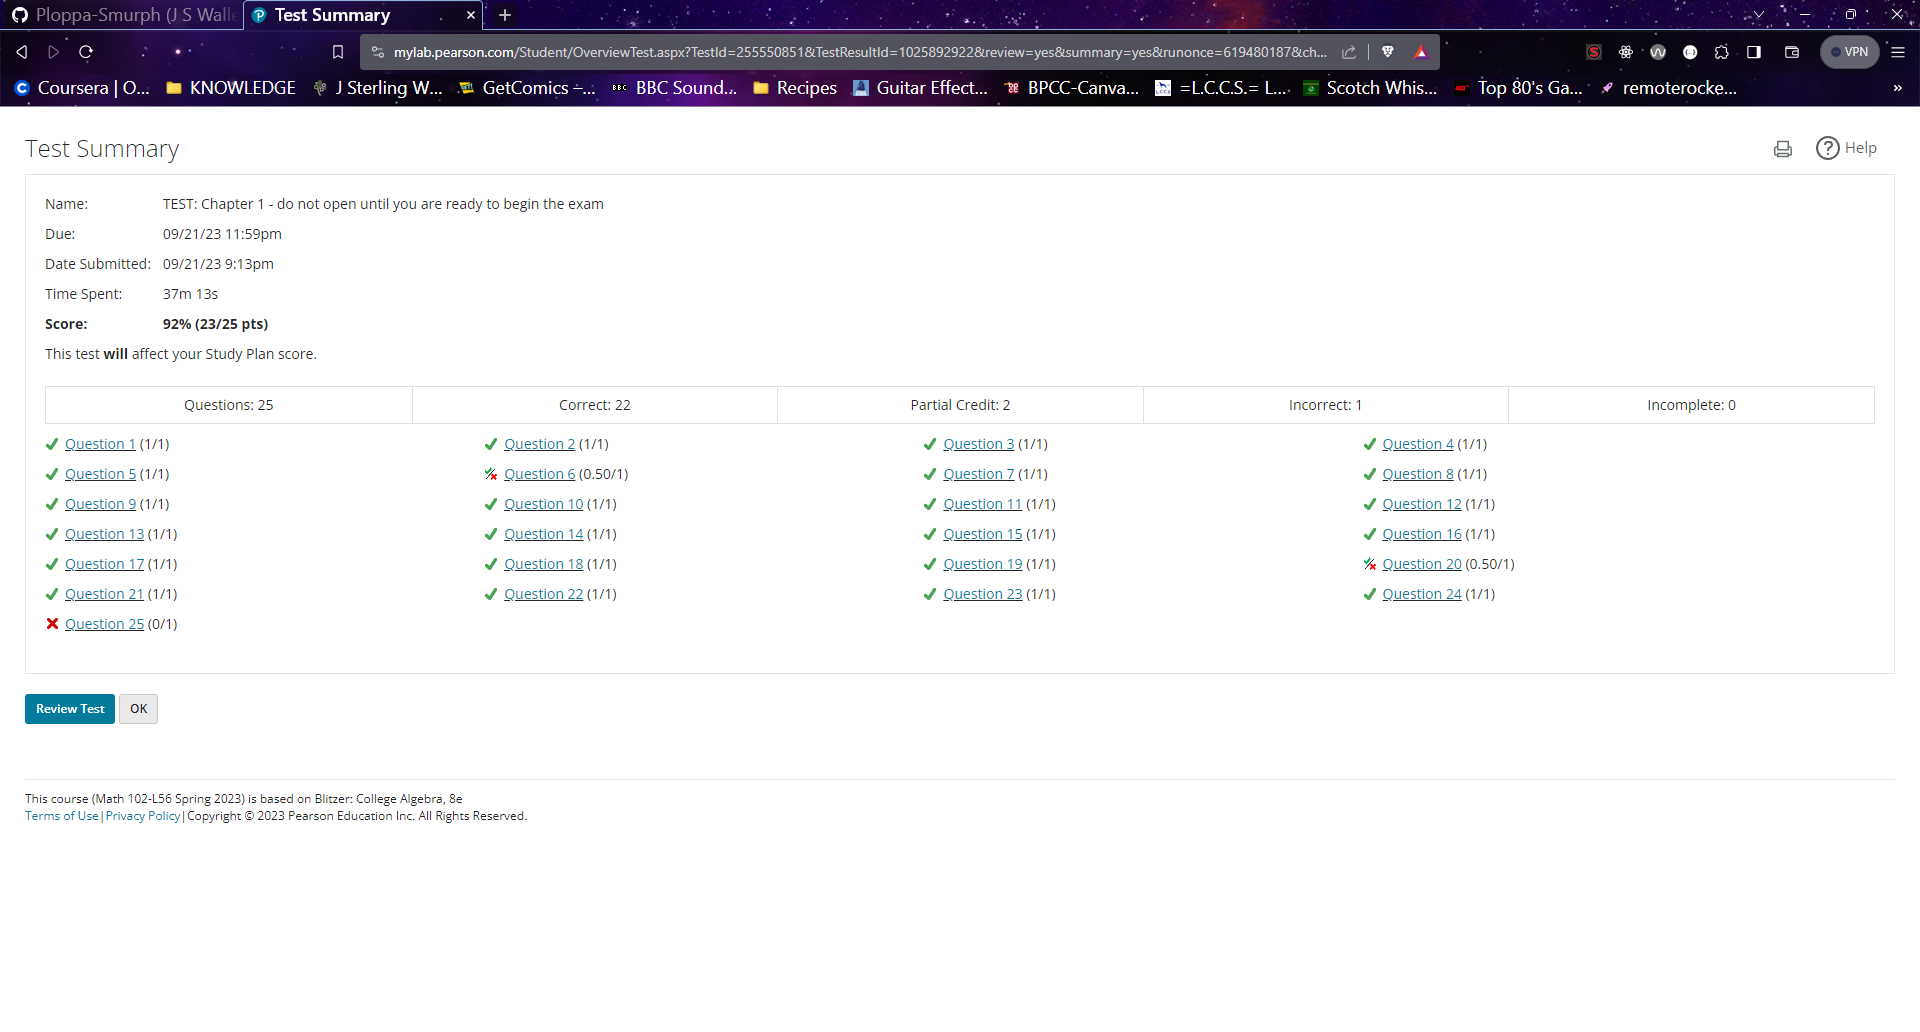 Ploppa-Smurph (J S Walle
Test Summary
mylab.pearson.com/Student/OverviewTest.aspx?TestId=255550851&TestResultId=1025892922&review=yes&summary=yes&runonce=619480187&ch...
VPN
Coursera | O... KNOWLEDGE J Sterling W... GetComics –... BBC BBC Sound... Recipes Guitar Effect... BPCC-Canva... =L.C.C.S.= L... Scotch Whis... Top 80's Ga... remoterocke... »
Test Summary
? Help
Name: TEST: Chapter 1 - do not open until you are ready to begin the exam
Due: 09/21/23 11:59pm
Date Submitted: 09/21/23 9:13pm
Time Spent: 37m 13s
Score: 92% (23/25 pts)
This test will affect your Study Plan score.
Questions: 25 Correct: 22 Partial Credit: 2 Incorrect: 1 Incomplete: 0
Question 1 (1/1) Question 2 (1/1) Question 3 (1/1) Question 4 (1/1)
Question 5 (1/1) Question 6 (0.50/1) Question 7 (1/1) Question 8 (1/1)
Question 9 (1/1) Question 10 (1/1) Question 11 (1/1) Question 12 (1/1)
Question 13 (1/1) Question 14 (1/1) Question 15 (1/1) Question 16 (1/1)
Question 17 (1/1) Question 18 (1/1) Question 19 (1/1) Question 20 (0.50/1)
Question 21 (1/1) Question 22 (1/1) Question 23 (1/1) Question 24 (1/1)
Question 25 (0/1)
Review Test OK
This course (Math 102-L56 Spring 2023) is based on Blitzer: College Algebra, 8e
Terms of Use|Privacy Policy|Copyright © 2023 Pearson Education Inc. All Rights Reserved.